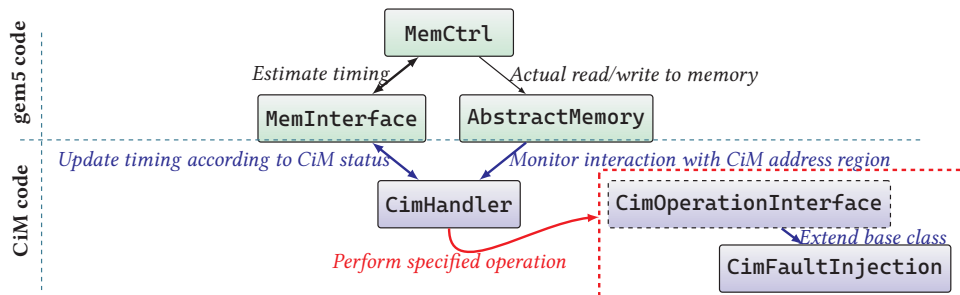 gem5 code
MemCtrl
Estimate timing
Actual read/write to memory
MemInterface
AbstractMemory
CiM code
Update timing according to CiM status
Monitor interaction with CiM address region
CimHandler
CimOperationInterface
Extend base class
Perform specified operation
CimFaultInjection